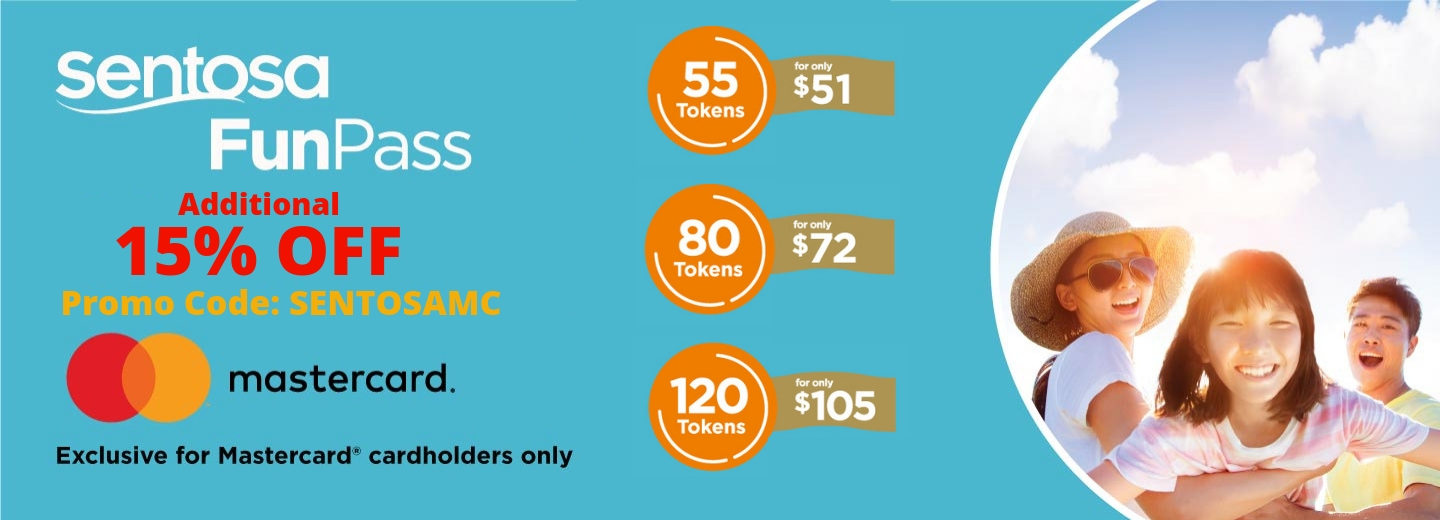 Sentosa
FunPass
Additional
15% OFF
Promo Code: SENTOSAMC
mastercard.
Exclusive for Mastercard® cardholders only
55
Tokens
for only
$51
80
Tokens
for only
$72
120
Tokens
for only
$105